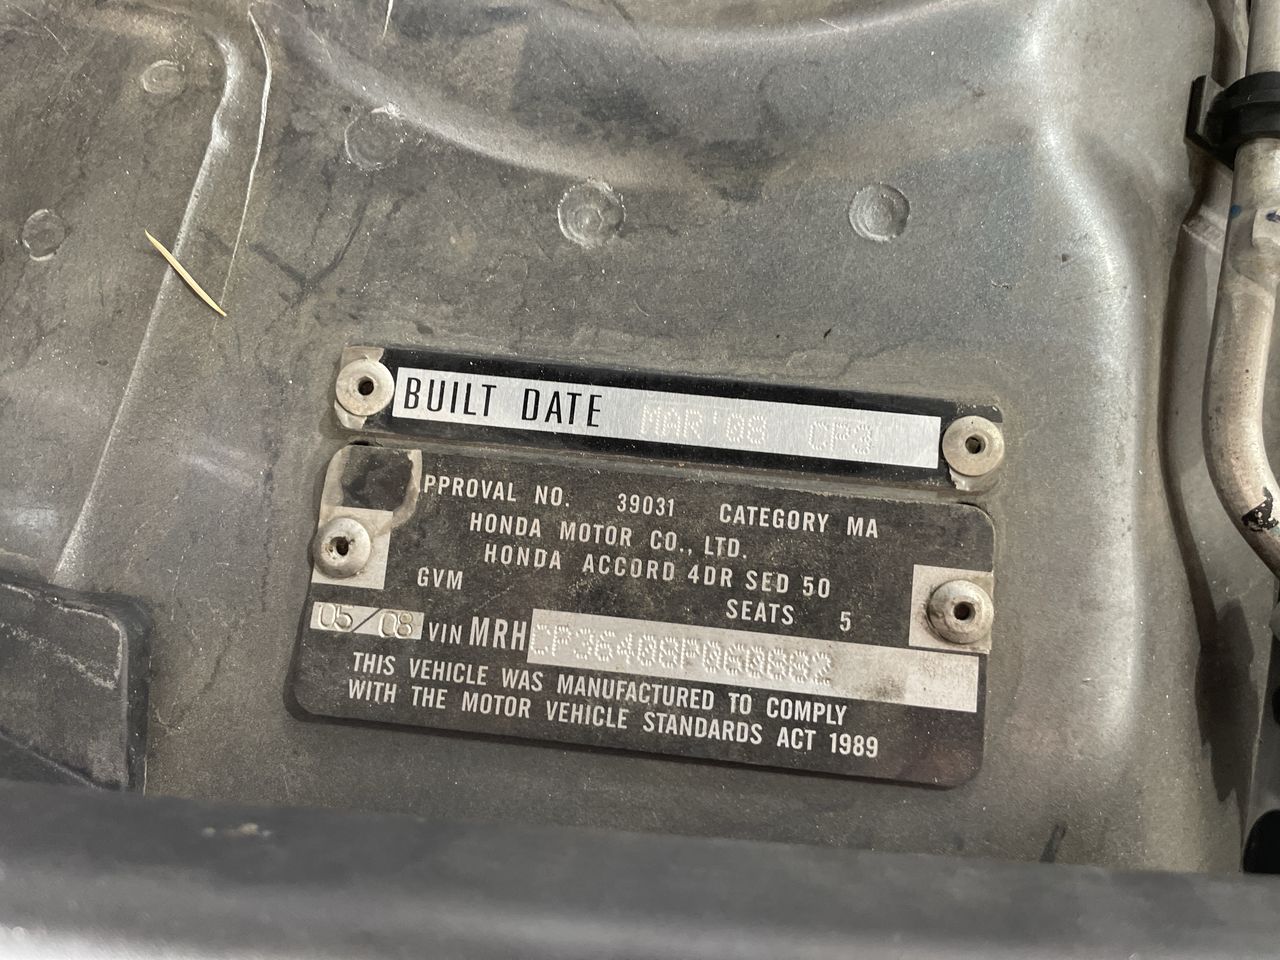 BUILT DATE MAR/08 CP3
PPROVAL NO. 39031 CATEGORY MA
HONDA MOTOR CO., LTD.
HONDA ACCORD 4DR SED 50
GVM SEATS 5
05/08 VIN MRH
THIS VEHICLE WAS MANUFACTURED TO COMPLY
WITH THE MOTOR VEHICLE STANDARDS ACT 1989